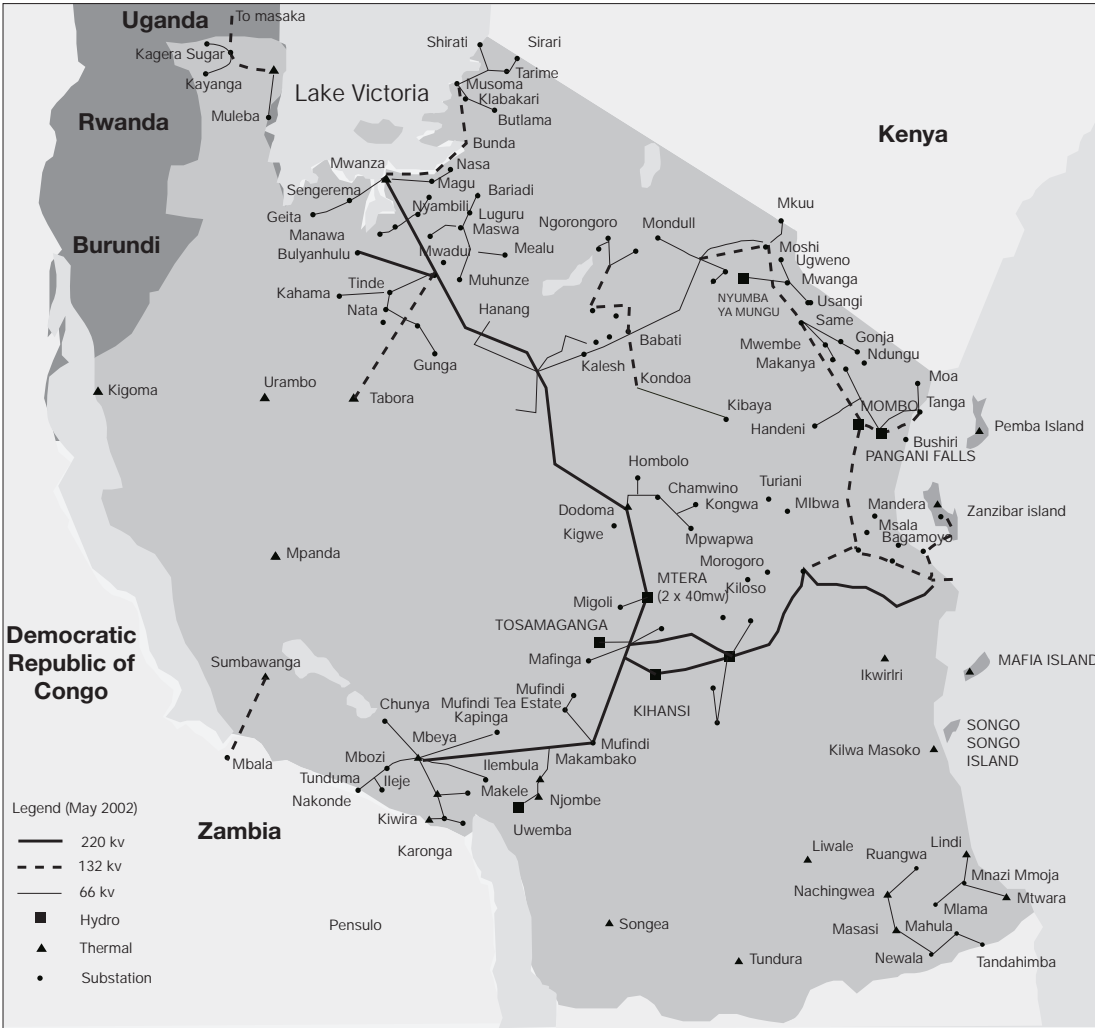 Uganda
To masaka
Kagera Sugar
Kayanga
Rwanda
Muleba
Lake Victoria
Shirati
Sirari
Tarime
Musoma
Klabakari
Butlama
Bunda
Kenya
Mwanza
Nasa
Magu
Sengerema
Geita
Nyambili
Bariadi
Luguru
Manawa
Maswa
Burundi
Bulyanhulu
Mwadui
Mealu
Muhunze
Ngorongoro
Mondull
Mkuu
Moshi
Ugweno
Mwanga
NYUMBA
YA MUNGU
Usangi
Tinde
Kahama
Nata
Hanang
Same
Gonja
Mwembe
Ndungu
Makanya
Babati
Kalesh
Gunga
Kondoa
Moa
Kigoma
Urambo
Tabora
Kibaya
MOMBO
Tanga
Handeni
Pemba Island
Bushiri
PANGANI FALLS
Hombolo
Chamwino
Turiani
Kongwa
Mlbwa
Mandera
Zanzibar island
Dodoma
Kigwe
Msala
Mpwapwa
Bagamoyo
Mpanda
Morogoro
MTERA
(2 x 40mw)
Kiloso
Migoli
TOSAMAGANGA
Democratic
Republic of
Congo
Mafinga
Ikwirlri
MAFIA ISLAND
Sumbawanga
Mufindi
Chunya
Mufindi Tea Estate
KIHANSI
Kapinga
Mbeya
Mufindi
SONGO
SONGO
ISLAND
Kilwa Masoko
Mbala
Mbozi
Makambako
Tunduma
Ileje
Ilembula
Nakonde
Makele
Njombe
Kiwira
Uwemba
Zambia
Karonga
Legend (May 2002)
220 kv
132 kv
66 kv
Hydro
Thermal
Substation
Pensulo
Liwale
Ruangwa
Lindi
Mnazi Mmoja
Nachingwea
Mtwara
Mlama
Songea
Masasi
Mahula
Newala
Tandahimba
Tundura